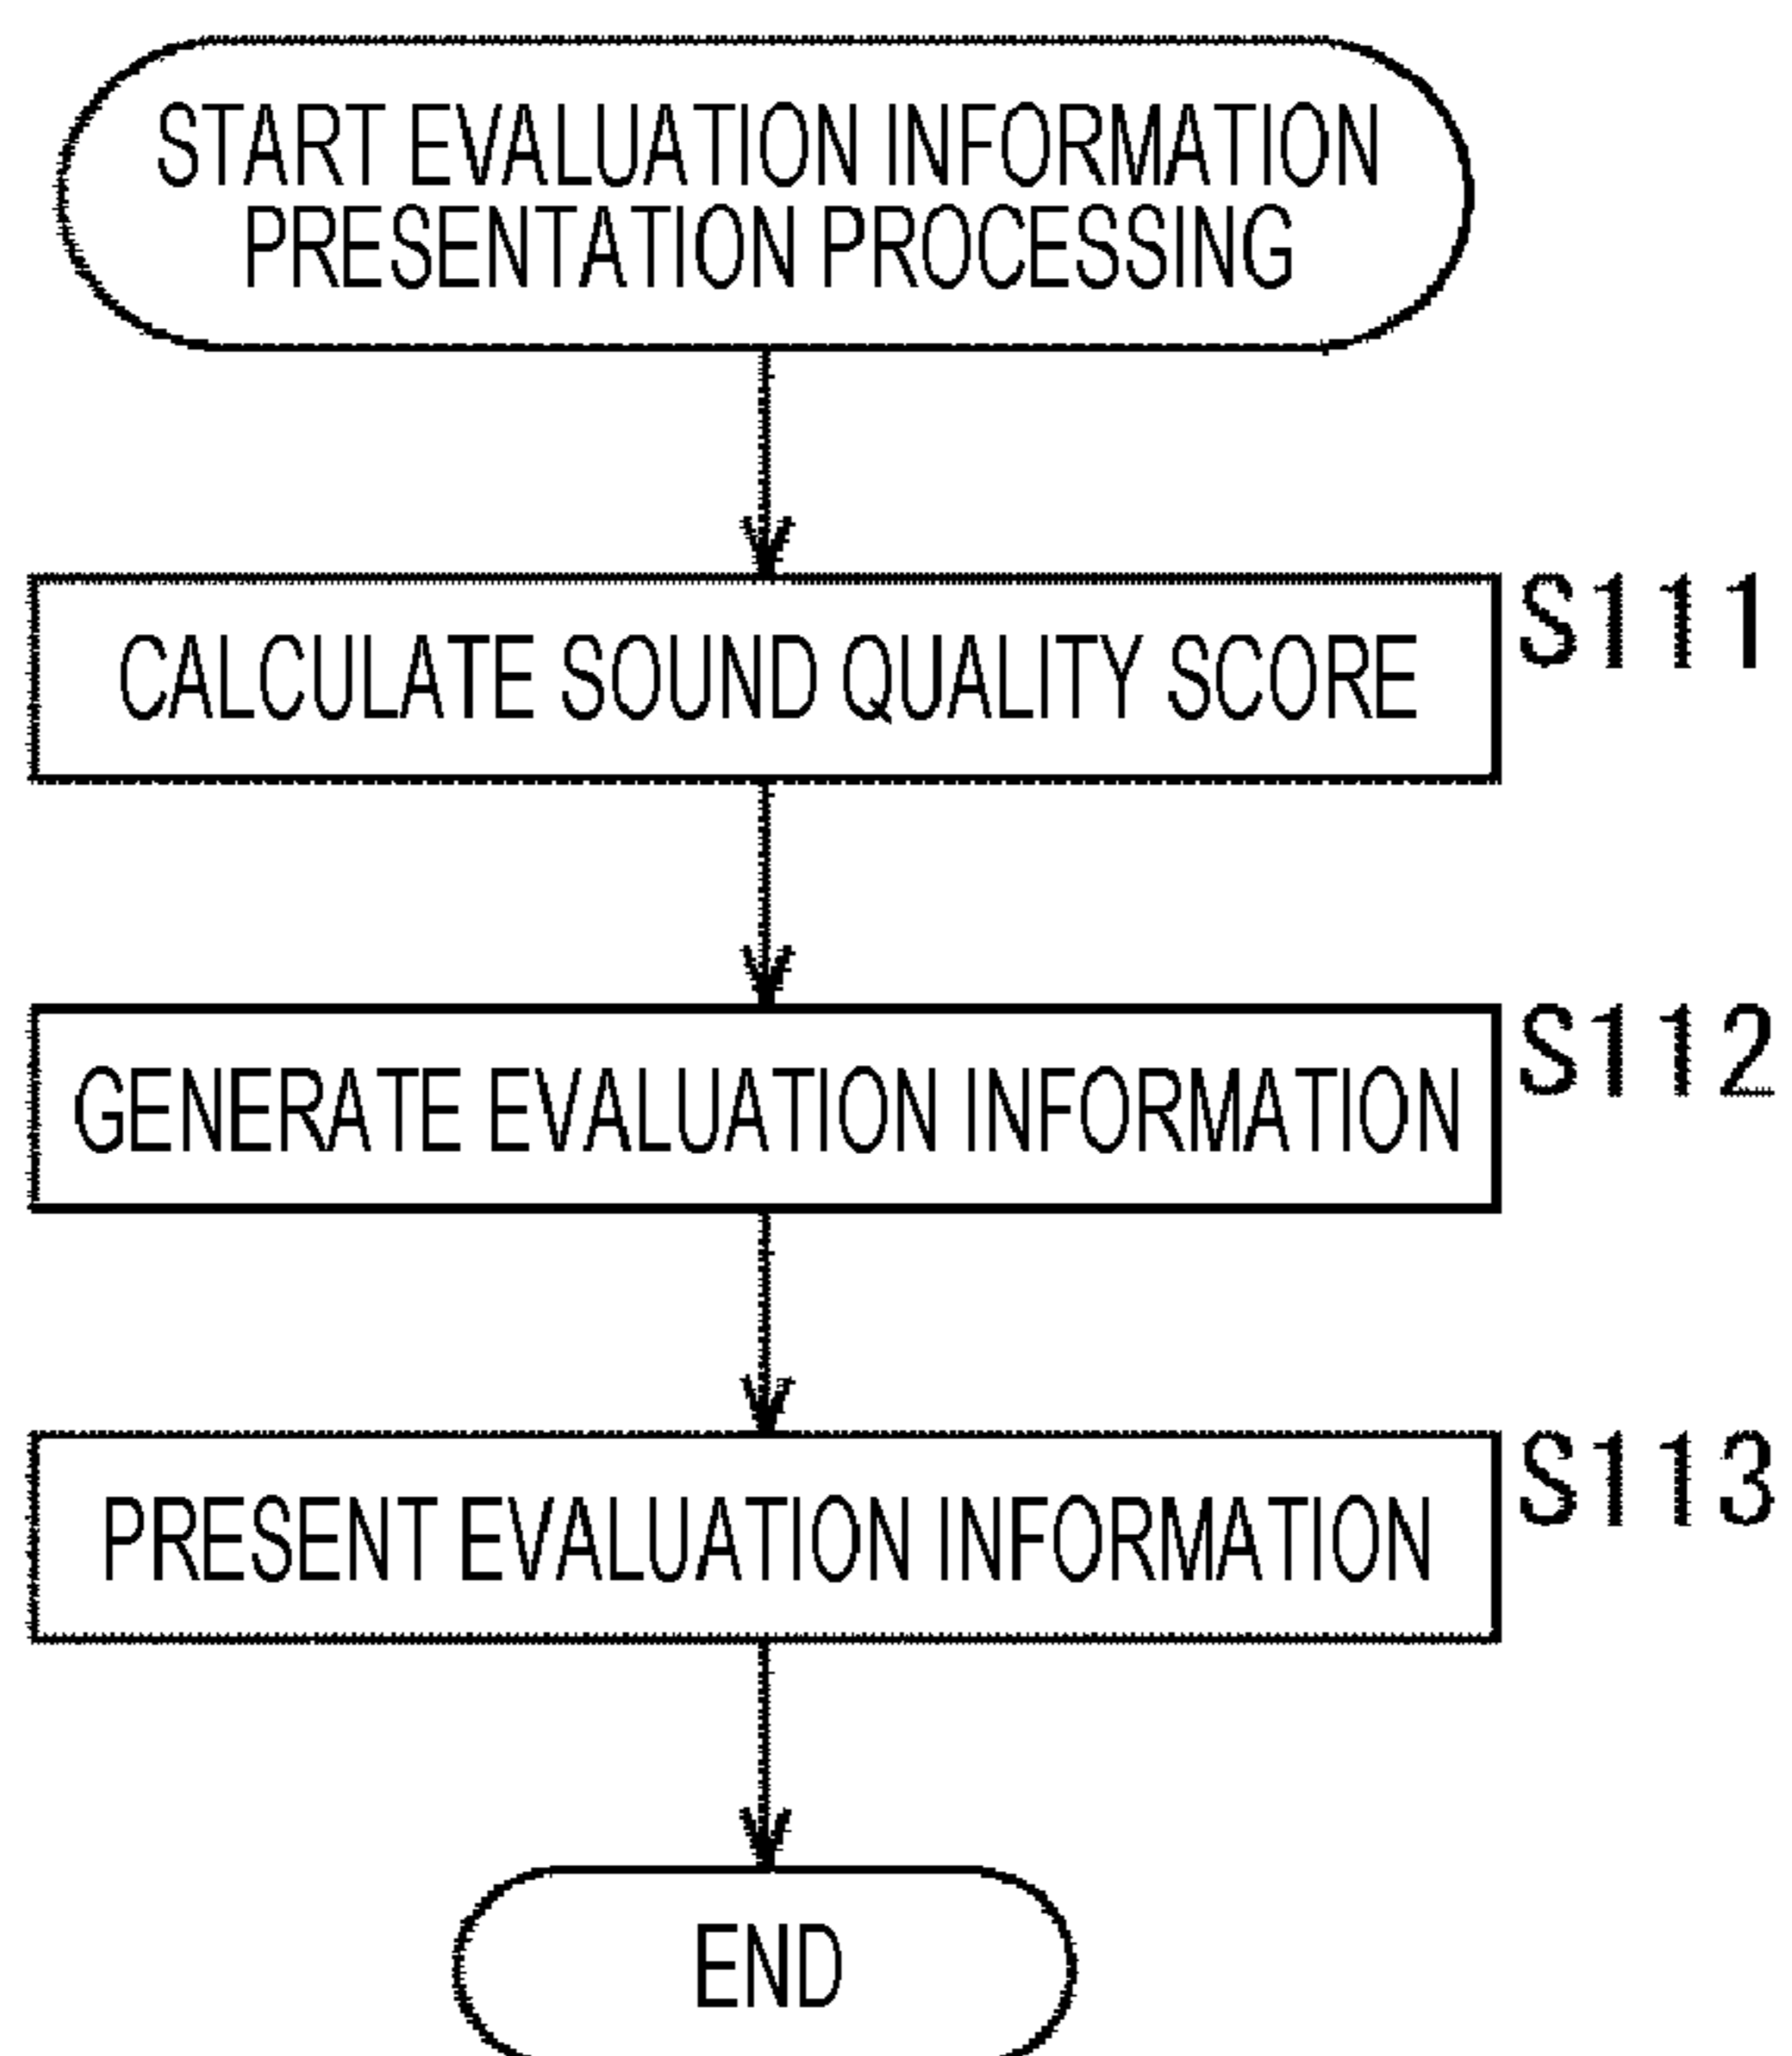 START EVALUATION INFORMATION
PRESENTATION PROCESSING
CALCULATE SOUND QUALITY SCORE
S111
GENERATE EVALUATION INFORMATION
S112
PRESENT EVALUATION INFORMATION
S113
END